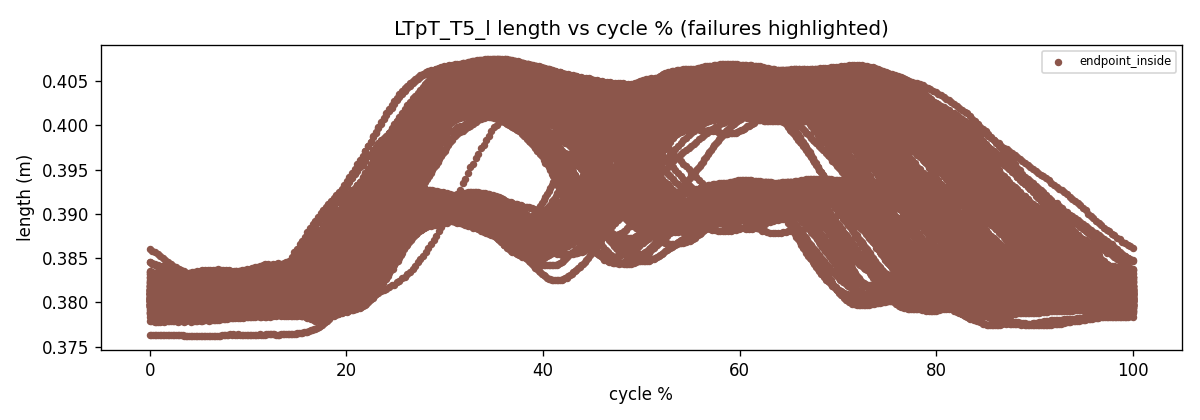 LTpT_T5_l length vs cycle % (failures highlighted)
endpoint_inside
length (m)
0.405
0.400
0.395
0.390
0.385
0.380
0.375
0 20 40 60 80 100
cycle %